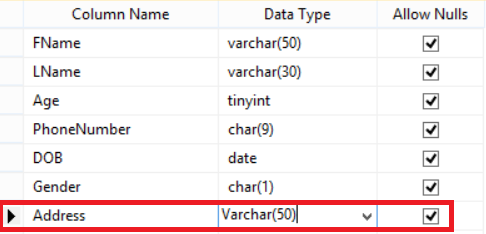 Column Name Data Type Allow Nulls
FName varchar(50)
LName varchar(30)
Age tinyint
PhoneNumber char(9)
DOB date
Gender char(1)
Address Varchar(50)